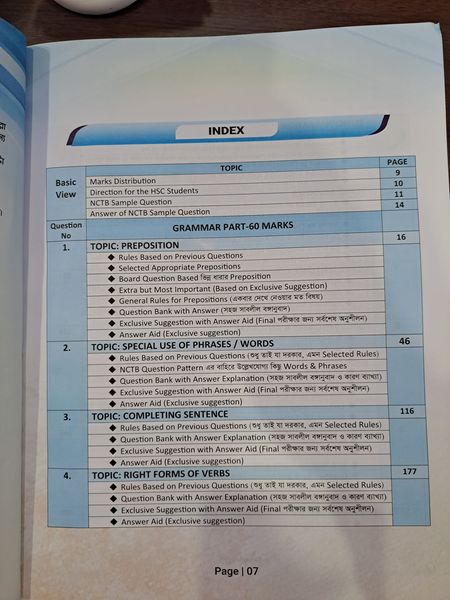 INDEX
TOPIC PAGE
Basic View
Marks Distribution 9
Direction for the HSC Students 10
NCTB Sample Question 11
Answer of NCTB Sample Question 14
Question No
GRAMMAR PART-60 MARKS
1. TOPIC: PREPOSITION 16
◆ Rules Based on Previous Questions
◆ Selected Appropriate Prepositions
◆ Board Question Based ভিন্ন ধারার Preposition
◆ Extra but Most Important (Based on Exclusive Suggestion)
◆ General Rules for Prepositions (একবার দেখে নেওয়ার মত বিষয়)
◆ Question Bank with Answer (সহজ সাবলীল বঙ্গানুবাদ)
◆ Exclusive Suggestion with Answer Aid (Final পরীক্ষার জন্য সর্বশেষ অনুশীলন)
◆ Answer Aid (Exclusive suggestion)
2. TOPIC: SPECIAL USE OF PHRASES / WORDS 46
◆ Rules Based on Previous Questions (শুধু তাই যা দরকার, এমন Selected Rules)
◆ NCTB Question Pattern এর বাহিরে উল্লেখযোগ্য কিছু Words & Phrases
◆ Question Bank with Answer Explanation (সহজ সাবলীল বঙ্গানুবাদ ও কারণ ব্যাখ্যা)
◆ Exclusive Suggestion with Answer Aid (Final পরীক্ষার জন্য সর্বশেষ অনুশীলন)
◆ Answer Aid (Exclusive suggestion)
3. TOPIC: COMPLETING SENTENCE 116
◆ Rules Based on Previous Questions (শুধু তাই যা দরকার, এমন Selected Rules)
◆ Question Bank with Answer Explanation (সহজ সাবলীল বঙ্গানুবাদ ও কারণ ব্যাখ্যা)
◆ Exclusive Suggestion with Answer Aid (Final পরীক্ষার জন্য সর্বশেষ অনুশীলন)
◆ Answer Aid (Exclusive suggestion)
4. TOPIC: RIGHT FORMS OF VERBS 177
◆ Rules Based on Previous Questions (শুধু তাই যা দরকার, এমন Selected Rules)
◆ Question Bank with Answer Explanation (সহজ সাবলীল বঙ্গানুবাদ ও কারণ ব্যাখ্যা)
◆ Exclusive Suggestion with Answer Aid (Final পরীক্ষার জন্য সর্বশেষ অনুশীলন)
◆ Answer Aid (Exclusive suggestion)
Page | 07